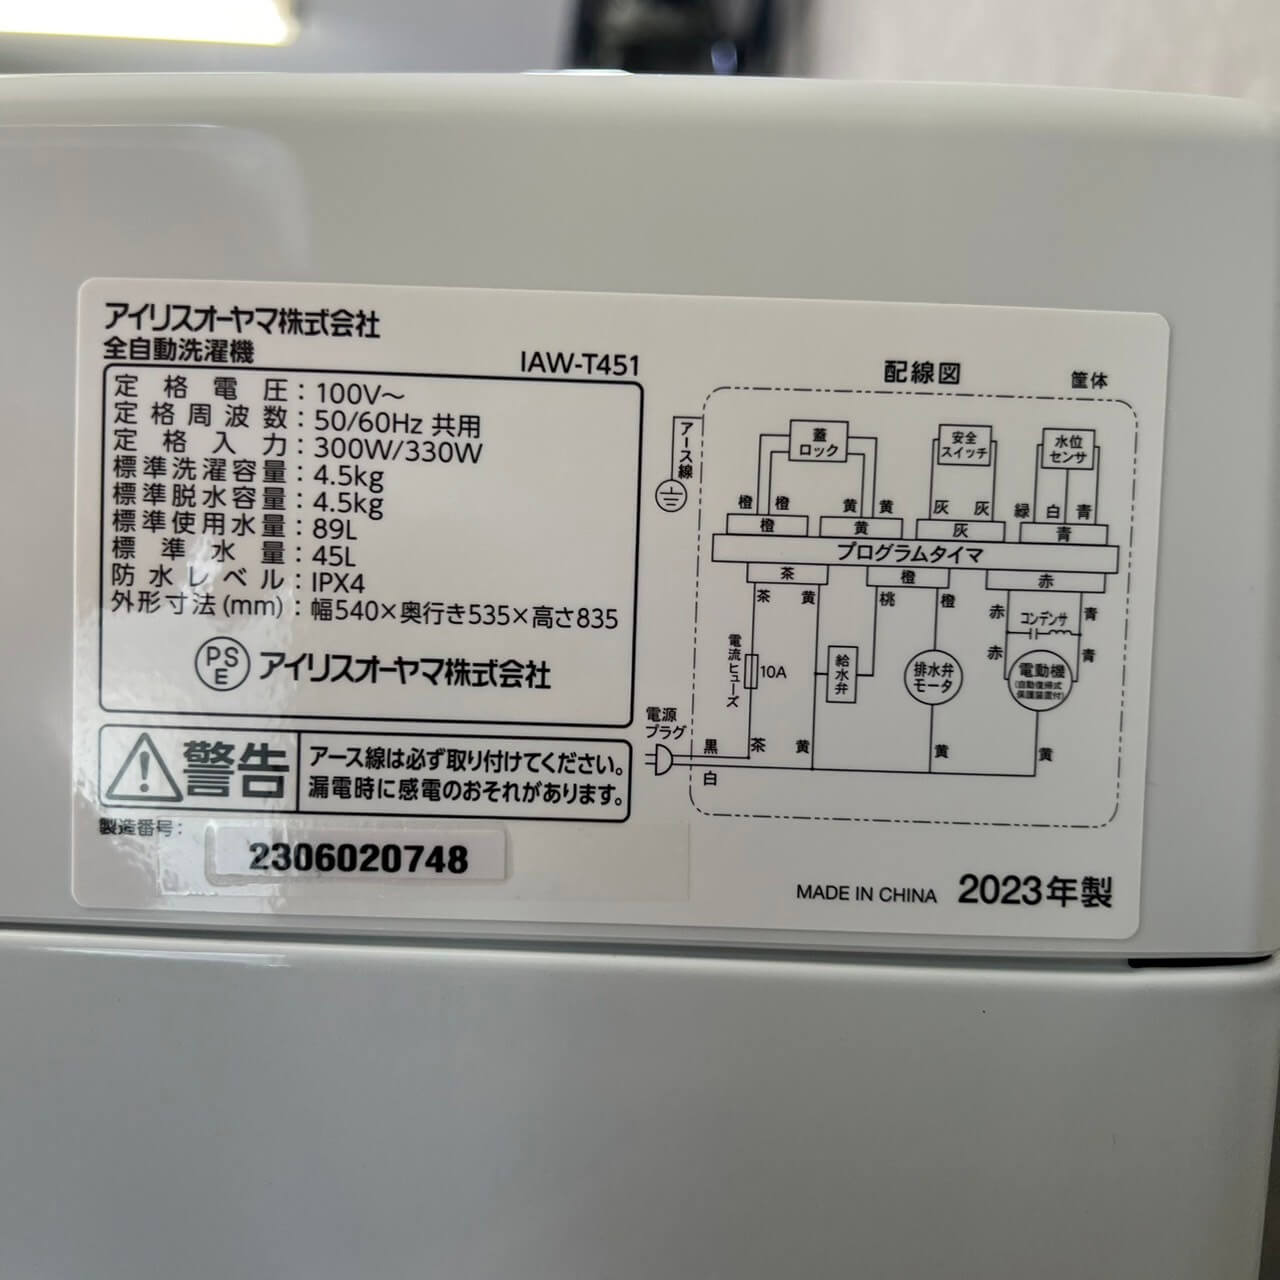 アイリスオーヤマ株式会社
全自動洗濯機 IAW-T451
定格電圧：100V～
定格周波数：50/60Hz 共用
定格入力：300W/330W
標準洗濯容量：4.5kg
標準脱水容量：4.5kg
標準使用水量：89L
標準水量：45L
防水レベル：IPX4
外形寸法(mm)：幅540×奥行き535×高さ835
PS
E
アイリスオーヤマ株式会社
警告
アース線は必ず取り付けてください。
漏電時に感電のおそれがあります。
製造番号：
2306020748
配線図
筐体
アース線
蓋
ロック
安全
スイッチ
水位
センサ
橙 橙 黄 黄 灰 灰 緑 白 青
橙 黄 灰 青
プログラムタイマ
茶 橙 赤
茶 黄 桃 橙 赤 青
コンデンサ
赤 青
電流ヒューズ
10A
給水弁
排水弁
モータ
電動機
(自動復帰式
保護装置付)
電源
プラグ
黒 茶 黄 黄 黄
白
MADE IN CHINA 2023年製